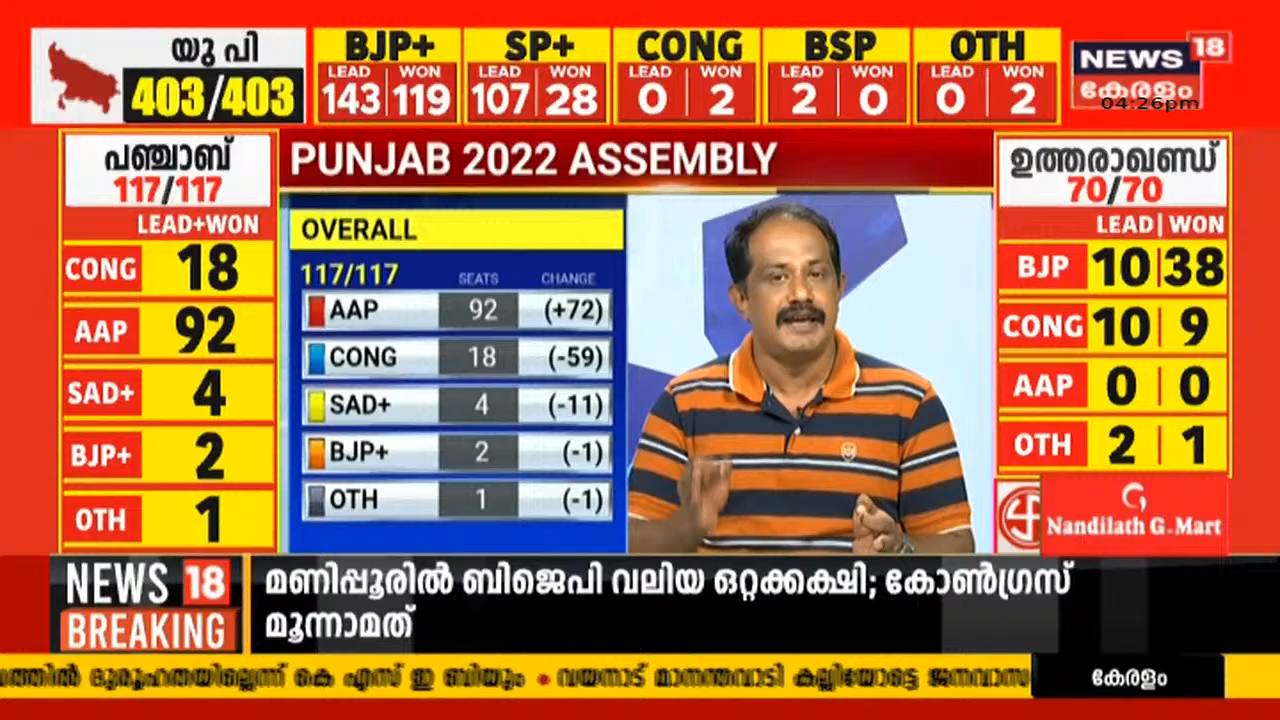 യു പി
403/403
BJP+ SP+ CONG BSP OTH
LEAD WON LEAD WON LEAD WON LEAD WON LEAD WON
143 119 107 28 0 2 2 0 0 2
NEWS 18
കേരളം
04:26pm
പഞ്ചാബ്
117/117
LEAD+WON
CONG 18
AAP 92
SAD+ 4
BJP+ 2
OTH 1
PUNJAB 2022 ASSEMBLY
OVERALL
117/117 SEATS CHANGE
AAP 92 (+72)
CONG 18 (-59)
SAD+ 4 (-11)
BJP+ 2 (-1)
OTH 1 (-1)
ഉത്തരാഖണ്ഡ്
70/70
LEAD| WON
BJP 10 38
CONG 10 9
AAP 0 0
OTH 2 1
Nandilath G-Mart
NEWS 18
BREAKING
മണിപ്പൂരിൽ ബിജെപി വലിയ ഒറ്റക്കക്ഷി; കോൺഗ്രസ്
മൂന്നാമത്
ദുരൂഹതയില്ലെന്ന് കെ എസ് ഇ ബിയും • വയനാട് മാനന്തവാടി കല്ലിയോട്ടെ
കേരളം